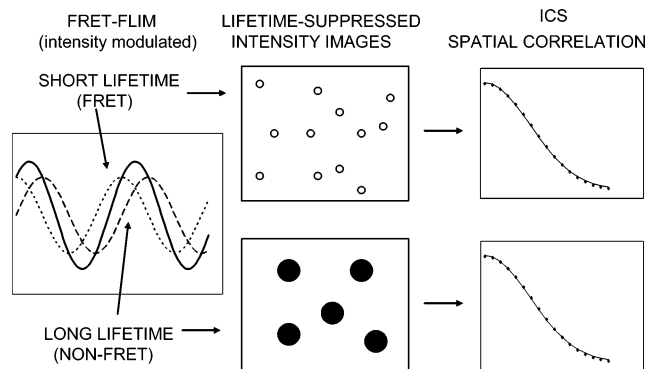 FRET-FLIM
(intensity modulated)
LIFETIME-SUPPRESSED
INTENSITY IMAGES
ICS
SPATIAL CORRELATION
SHORT LIFETIME
(FRET)
LONG LIFETIME
(NON-FRET)